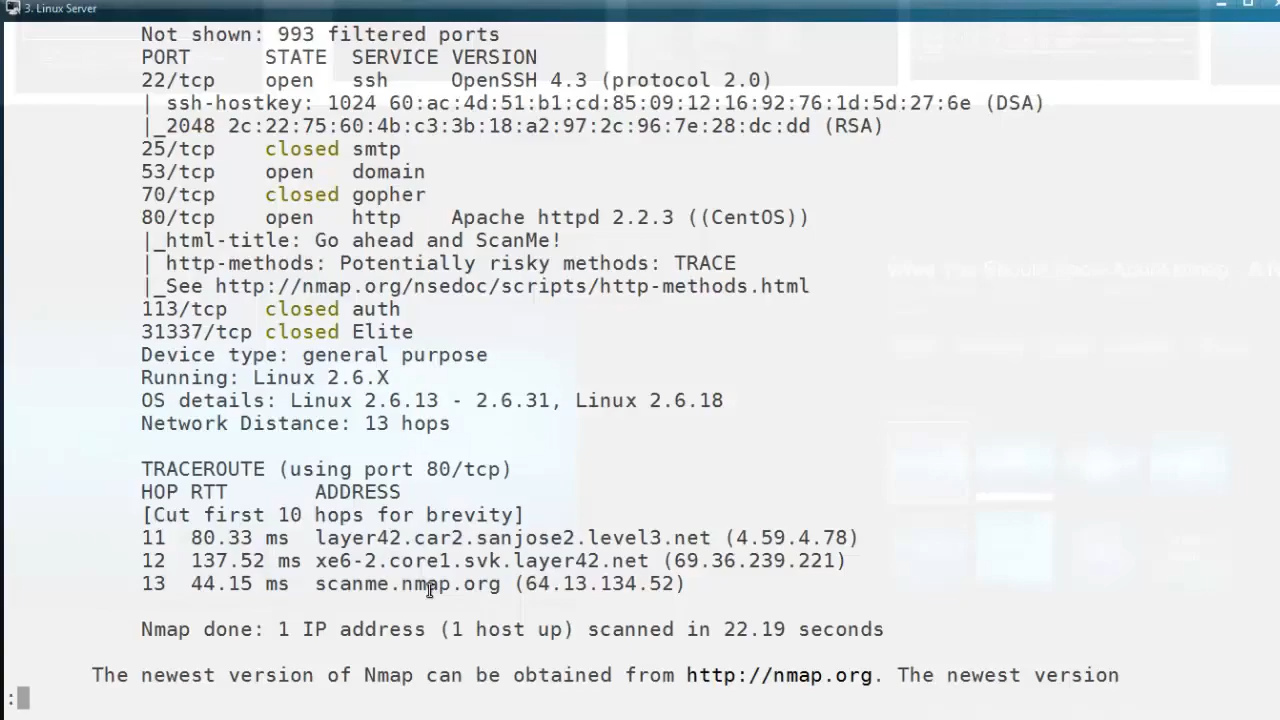 3. Linux Server
Not shown: 993 filtered ports
PORT STATE SERVICE VERSION
22/tcp open ssh OpenSSH 4.3 (protocol 2.0)
| ssh-hostkey: 1024 60:ac:4d:51:b1:cd:85:09:12:16:92:76:1d:5d:27:6e (DSA)
|_2048 2c:22:75:60:4b:c3:3b:18:a2:97:2c:96:7e:28:dc:dd (RSA)
25/tcp closed smtp
53/tcp open domain
70/tcp closed gopher
80/tcp open http Apache httpd 2.2.3 ((CentOS))
|_html-title: Go ahead and ScanMe!
| http-methods: Potentially risky methods: TRACE
|_See http://nmap.org/nsedoc/scripts/http-methods.html
113/tcp closed auth
31337/tcp closed Elite
Device type: general purpose
Running: Linux 2.6.X
OS details: Linux 2.6.13 - 2.6.31, Linux 2.6.18
Network Distance: 13 hops
TRACEROUTE (using port 80/tcp)
HOP RTT ADDRESS
[Cut first 10 hops for brevity]
11 80.33 ms layer42.car2.sanjose2.level3.net (4.59.4.78)
12 137.52 ms xe6-2.core1.svk.layer42.net (69.36.239.221)
13 44.15 ms scanme.nmap.org (64.13.134.52)
Nmap done: 1 IP address (1 host up) scanned in 22.19 seconds
The newest version of Nmap can be obtained from http://nmap.org. The newest version
: